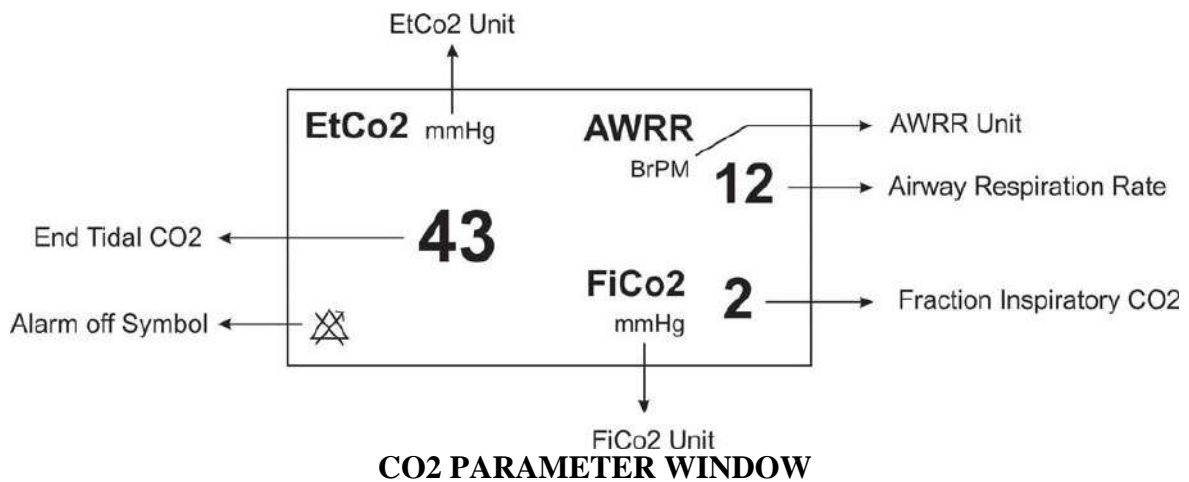 EtCo2 Unit
EtCo2 mmHg
AWRR
BrPM
AWRR Unit
12
Airway Respiration Rate
End Tidal CO2
43
FiCo2
mmHg
2
Fraction Inspiratory CO2
Alarm off Symbol
FiCo2 Unit
CO2 PARAMETER WINDOW